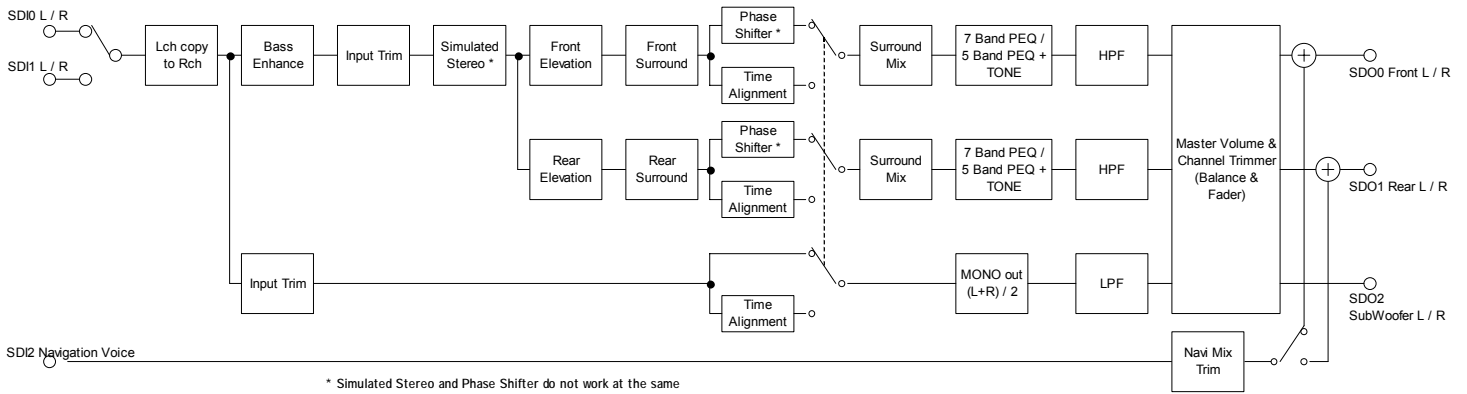 SDI0 L / R
SDI1 L / R
Lch copy
to Rch
Bass
Enhance
Input Trim
Simulated
Stereo *
Front
Elevation
Front
Surround
Phase
Shifter *
Time
Alignment
Surround
Mix
7 Band PEQ /
5 Band PEQ +
TONE
HPF
Master Volume &
Channel Trimmer
(Balance &
Fader)
SDO0 Front L / R
Rear
Elevation
Rear
Surround
Phase
Shifter *
Time
Alignment
Surround
Mix
7 Band PEQ /
5 Band PEQ +
TONE
HPF
SDO1 Rear L / R
Input Trim
Time
Alignment
MONO out
(L+R) / 2
LPF
SDO2
SubWoofer L / R
SDI2 Navigation Voice
Navi Mix
Trim
* Simulated Stereo and Phase Shifter do not work at the same